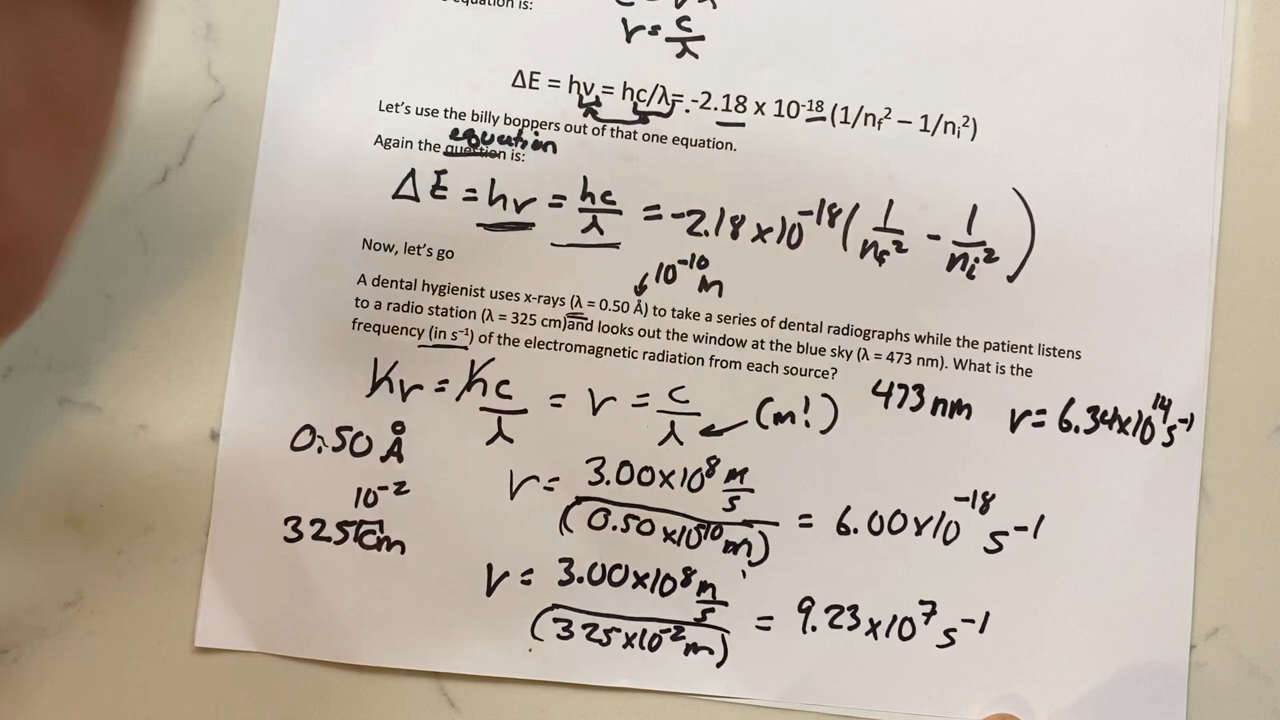 equation is:
ν = c/λ
ΔE = hν = hc/λ = -2.18 x 10⁻¹⁸ (1/nf² – 1/ni²)
Let's use the billy boppers out of that one equation.
equation
Again the question is:
ΔE = hν = hc/λ = -2.18 x 10⁻¹⁸ (1/nf² - 1/ni²)
Now, let's go
10⁻¹⁰ m
A dental hygienist uses x-rays (λ = 0.50 Å) to take a series of dental radiographs while the patient listens
to a radio station (λ = 325 cm)and looks out the window at the blue sky (λ = 473 nm). What is the
frequency (in s⁻¹) of the electromagnetic radiation from each source?
hν = hc/λ = ν = c/λ (m!) 473 nm ν = 6.34x10¹⁴ s⁻¹
0.50 Å
ν = 3.00x10⁸ m/s / (0.50 x10¹⁰ m) = 6.00x10⁻¹⁸ s⁻¹
10⁻²
325 cm
ν = 3.00x10⁸ m/s / (325x10⁻² m) = 9.23x10⁷ s⁻¹